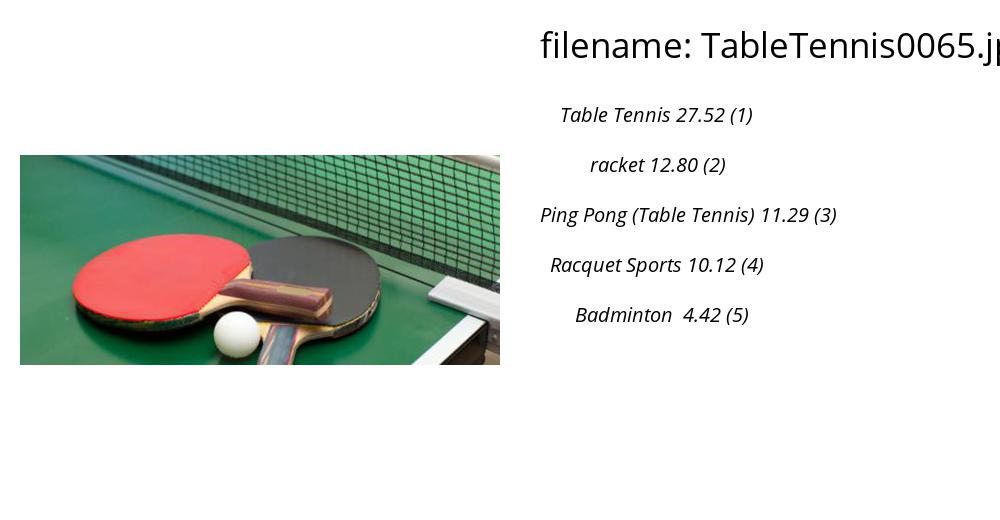 filename: TableTennis0065.jp
Table Tennis 27.52 (1)
racket 12.80 (2)
Ping Pong (Table Tennis) 11.29 (3)
Racquet Sports 10.12 (4)
Badminton 4.42 (5)